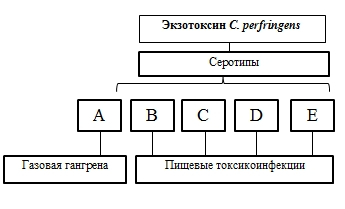 Экзотоксин C. perfringens
Серотипы
A B C D E
Газовая гангрена Пищевые токсикоинфекции